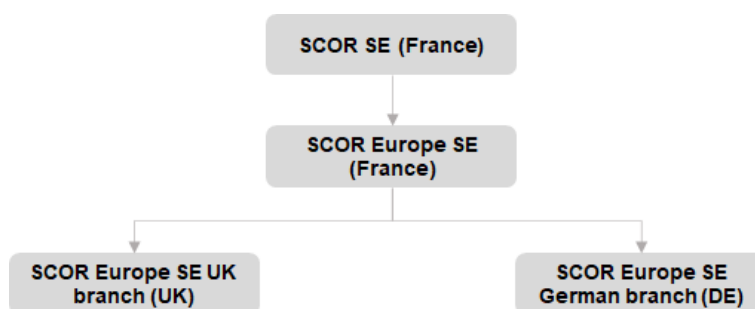 SCOR SE (France)
SCOR Europe SE
(France)
SCOR Europe SE UK
branch (UK)
SCOR Europe SE
German branch (DE)